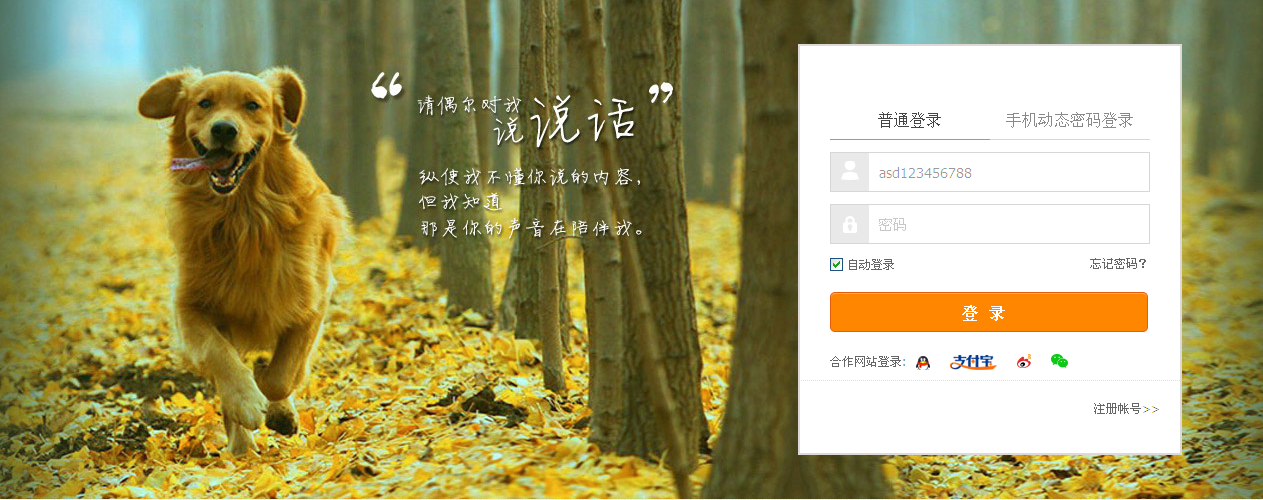 “请偶尔对我说说话”
纵使我不懂你说的内容，
但我知道
那是你的声音在陪伴我。
普通登录 手机动态密码登录
asd123456788
密码
自动登录 忘记密码？
登 录
合作网站登录： 支付宝
注册帐号>>